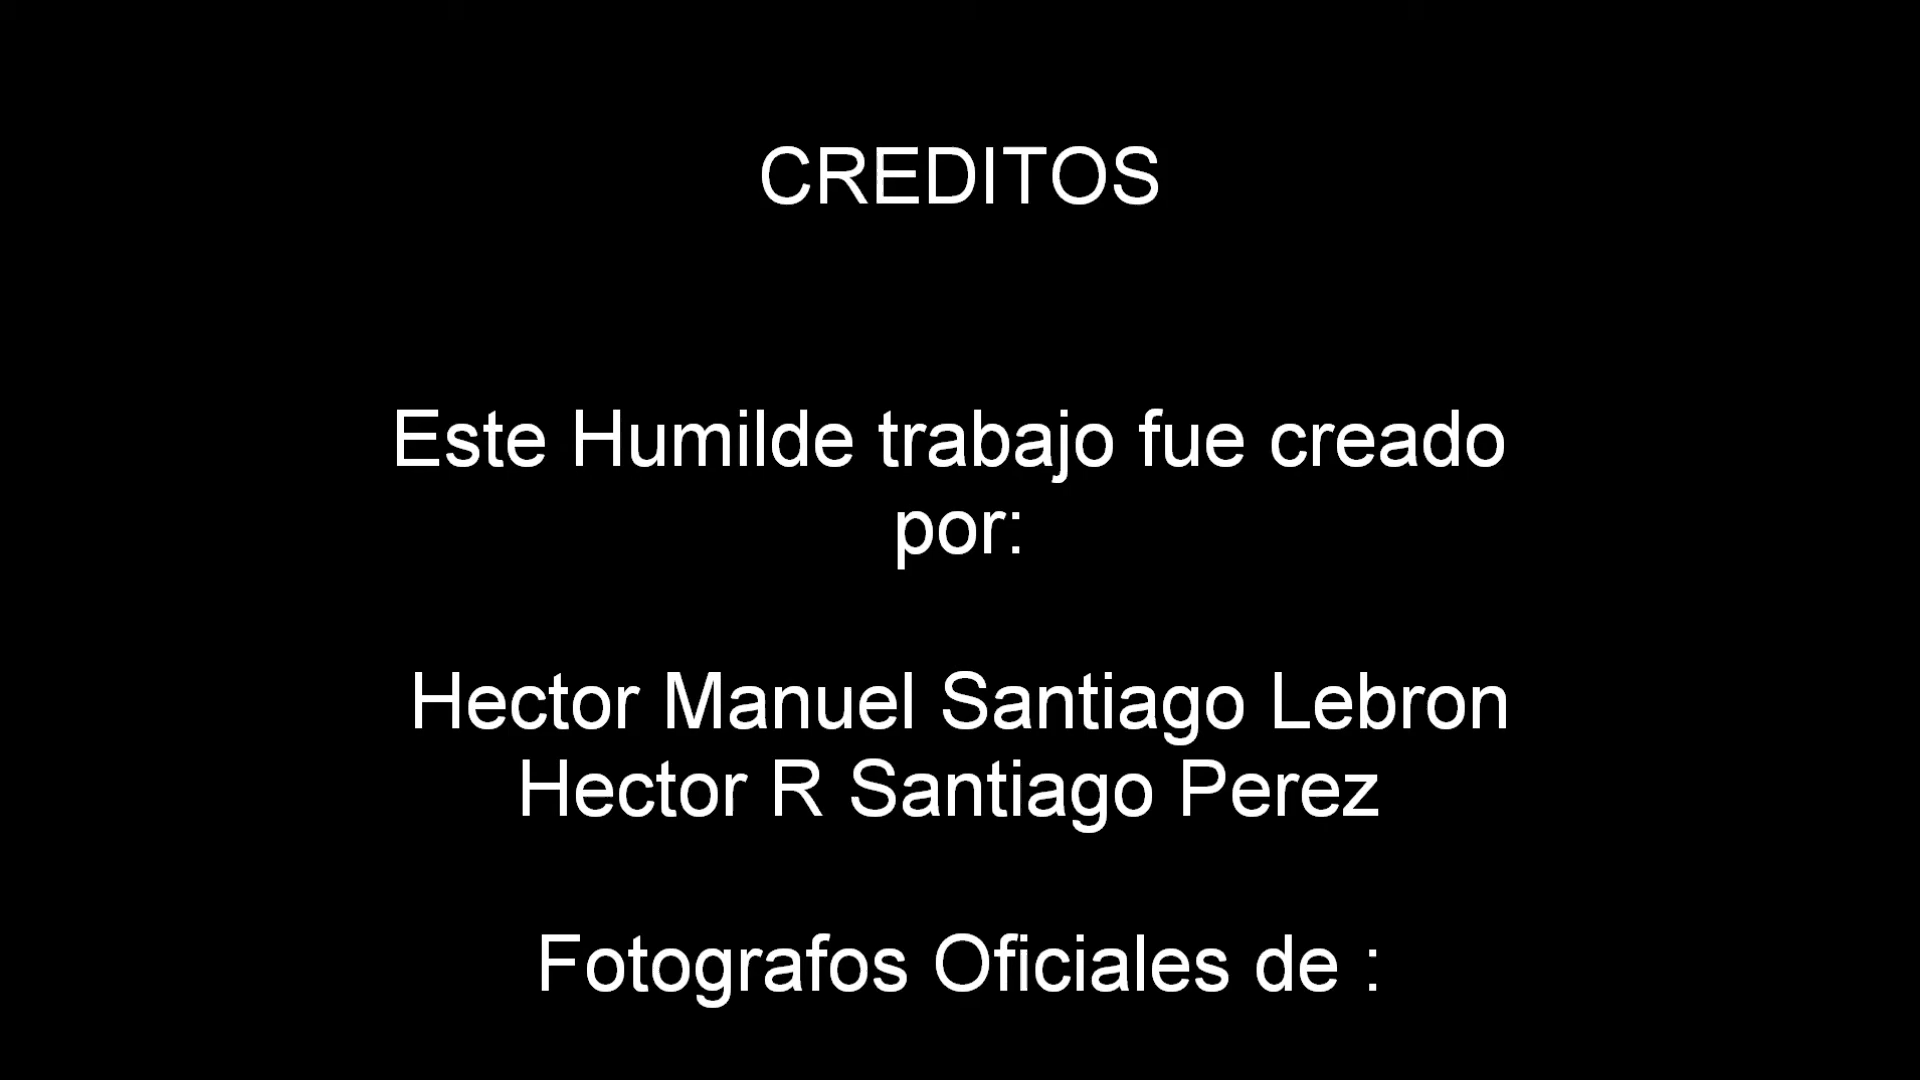 CREDITOS
Este Humilde trabajo fue creado
por:
Hector Manuel Santiago Lebron
Hector R Santiago Perez
Fotografos Oficiales de :